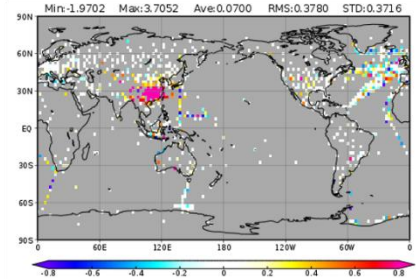 Min:-1.9702 Max:3.7052 Ave:0.0700 RMS:0.3780 STD:0.3716
90N
60N
30N
EQ
30S
60S
90S
0 60E 120E 180 120W 60W 0
-0.8 -0.6 -0.4 -0.2 0 0.2 0.4 0.6 0.8